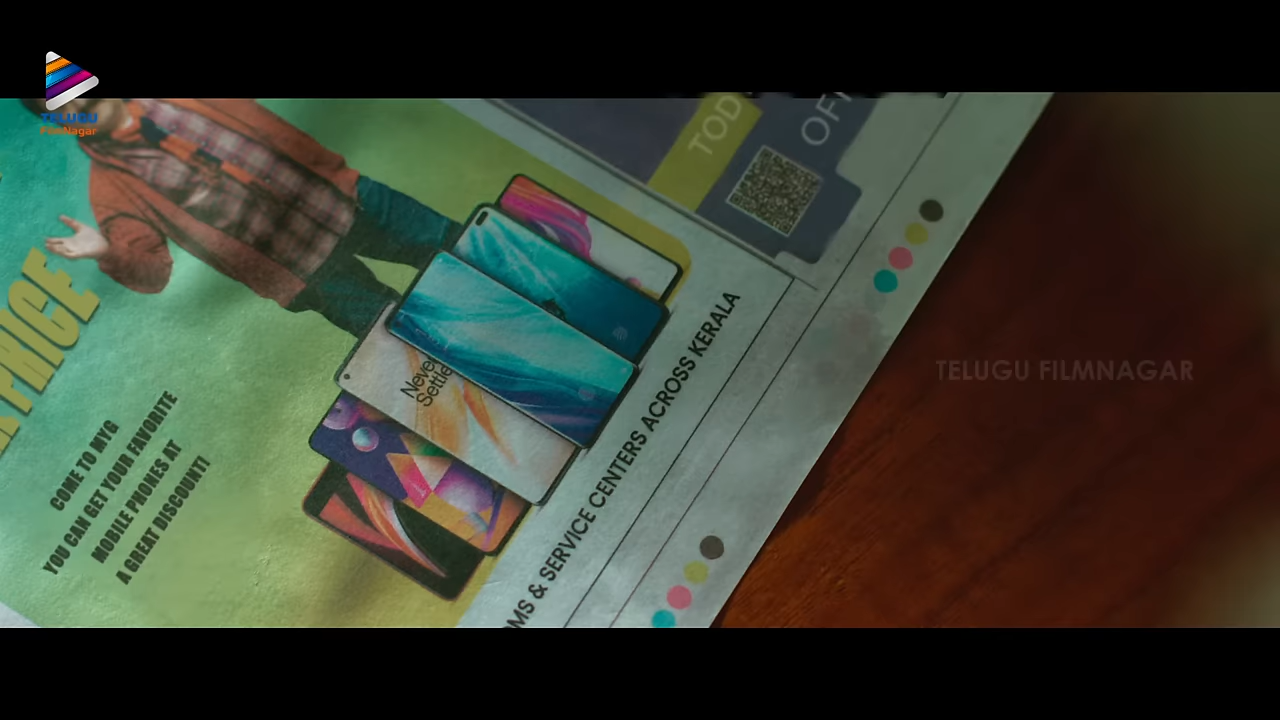 TELUGU
FilmNagar
TOD
OFF
PRICE
COME TO MYG
YOU CAN GET YOUR FAVORITE
MOBILE PHONES AT
A GREAT DISCOUNT!
Never
Settle
OMS & SERVICE CENTERS ACROSS KERALA
TELUGU FILMNAGAR